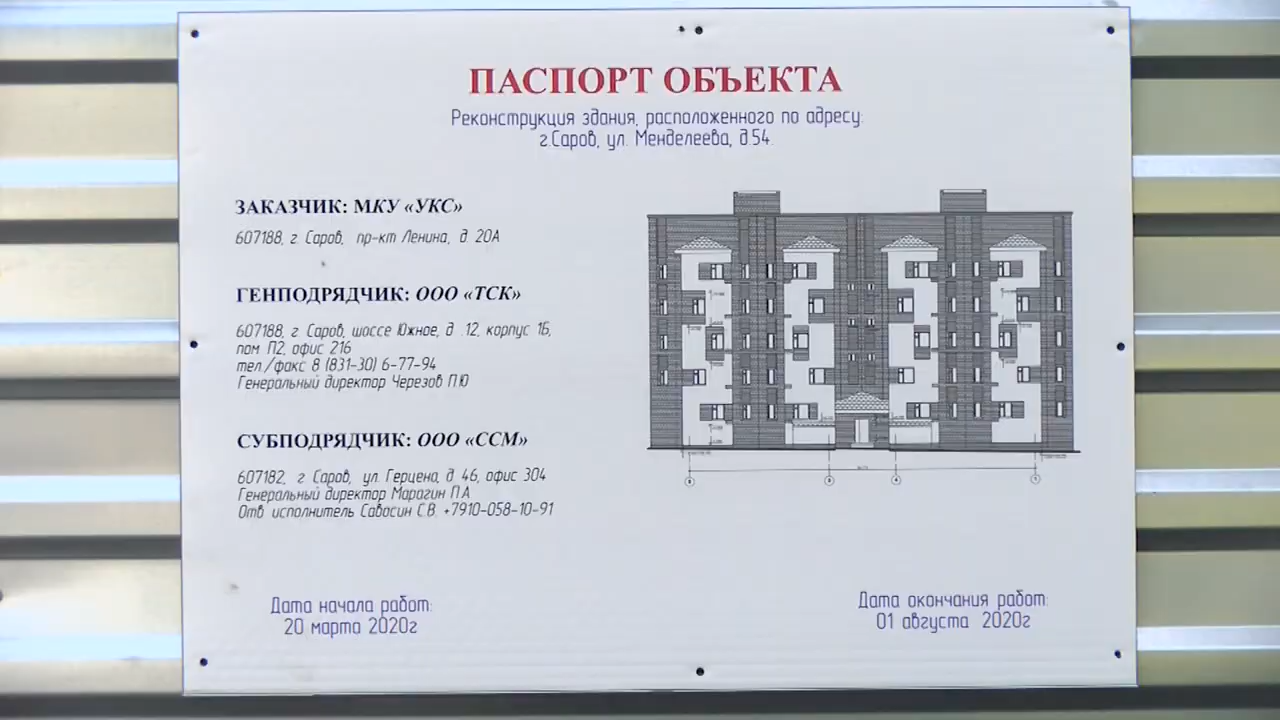 ПАСПОРТ ОБЪЕКТА
Реконструкция здания, расположенного по адресу:
г.Саров, ул. Менделеева, д.54.
ЗАКАЗЧИК: МКУ «УКС»
607188, г. Саров, пр-кт Ленина, д. 20А
ГЕНПОДРЯДЧИК: ООО «ТСК»
607188, г. Саров, шоссе Южное, д. 12, корпус 1Б,
пом. П2, офис 216
тел./факс 8 (831-30) 6-77-94
Генеральный директор Черезов П.Ю
СУБПОДРЯДЧИК: ООО «ССМ»
607182, г. Саров, ул. Герцена, д. 46, офис 304
Генеральный директор Марагин П.А.
Отв. исполнитель Савосин С.В. +7910-058-10-91
Дата начала работ:
20 марта 2020г
Дата окончания работ:
01 августа 2020г